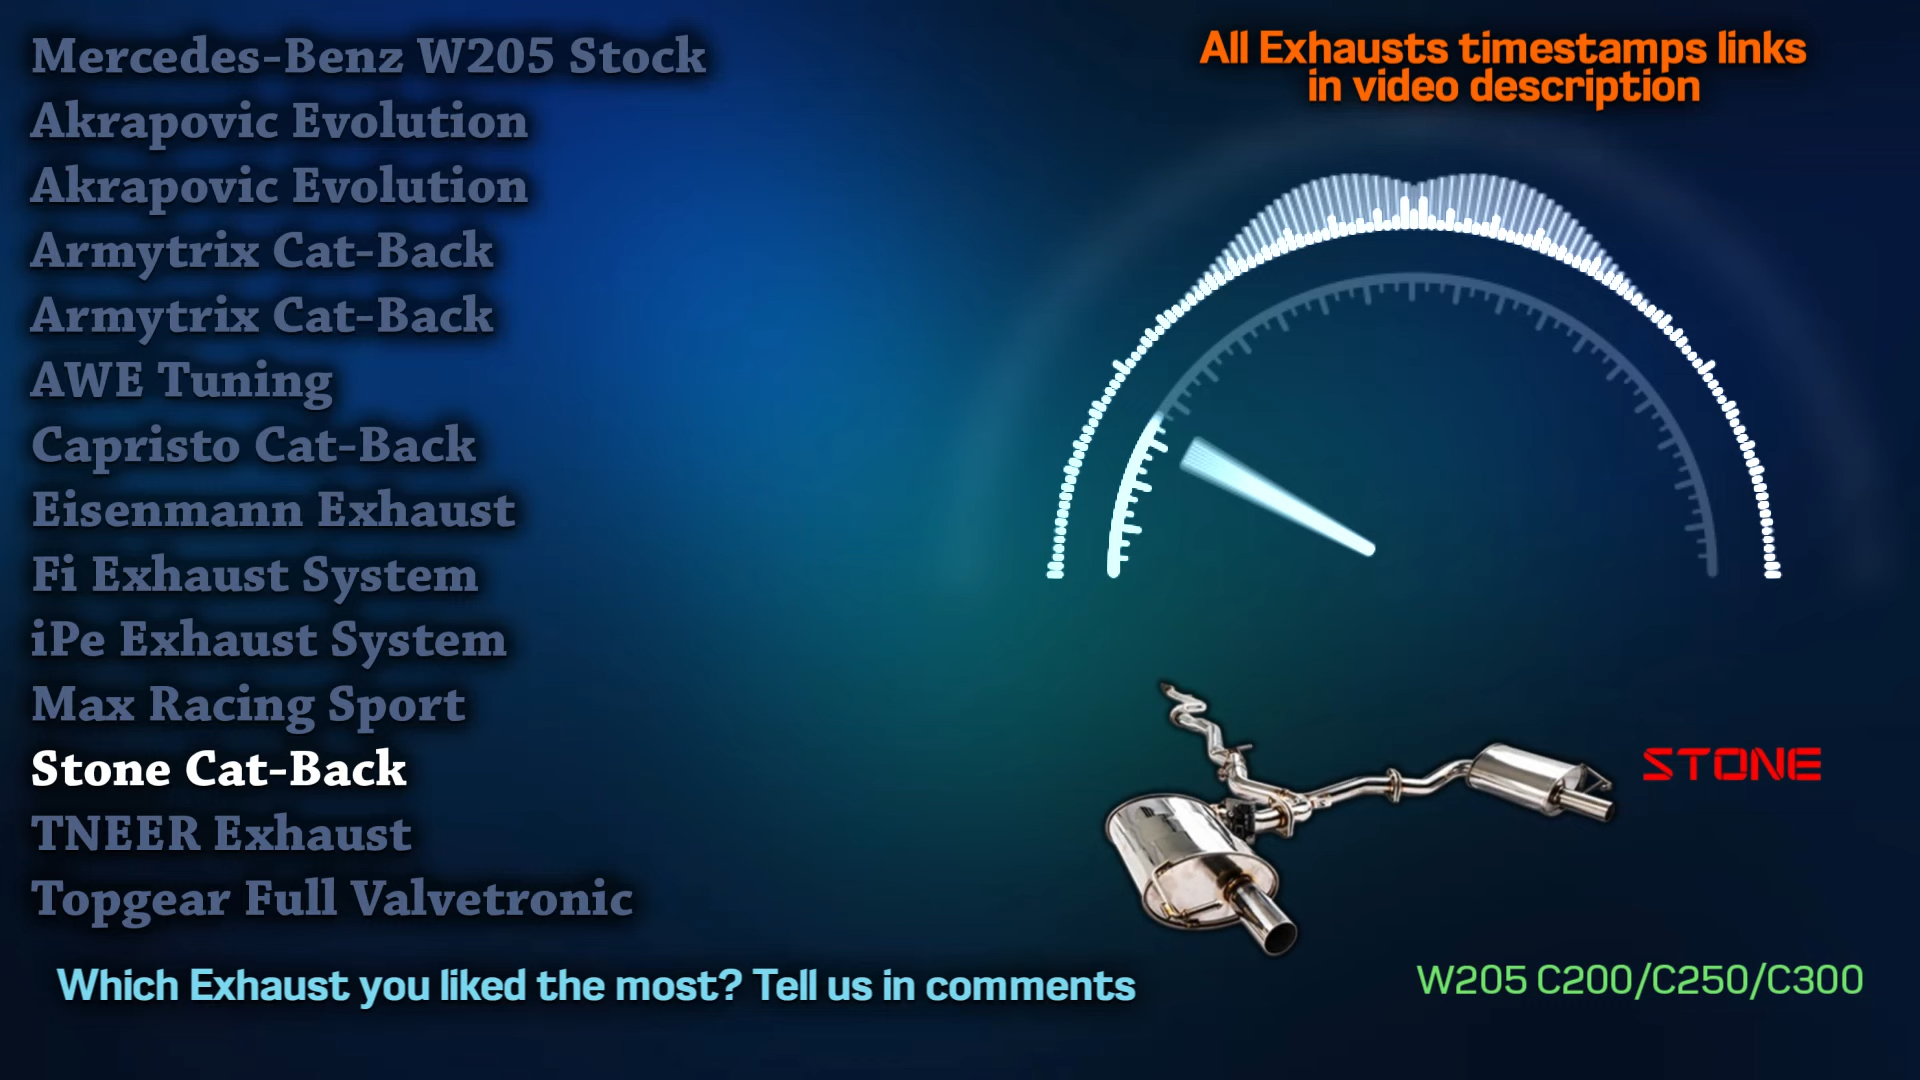 Mercedes-Benz W205 Stock
Akrapovic Evolution
Akrapovic Evolution
Armytrix Cat-Back
Armytrix Cat-Back
AWE Tuning
Capristo Cat-Back
Eisenmann Exhaust
Fi Exhaust System
iPe Exhaust System
Max Racing Sport
Stone Cat-Back
TNEER Exhaust
Topgear Full Valvetronic
Which Exhaust you liked the most? Tell us in comments
All Exhausts timestamps links
in video description
STONE
W205 C200/C250/C300